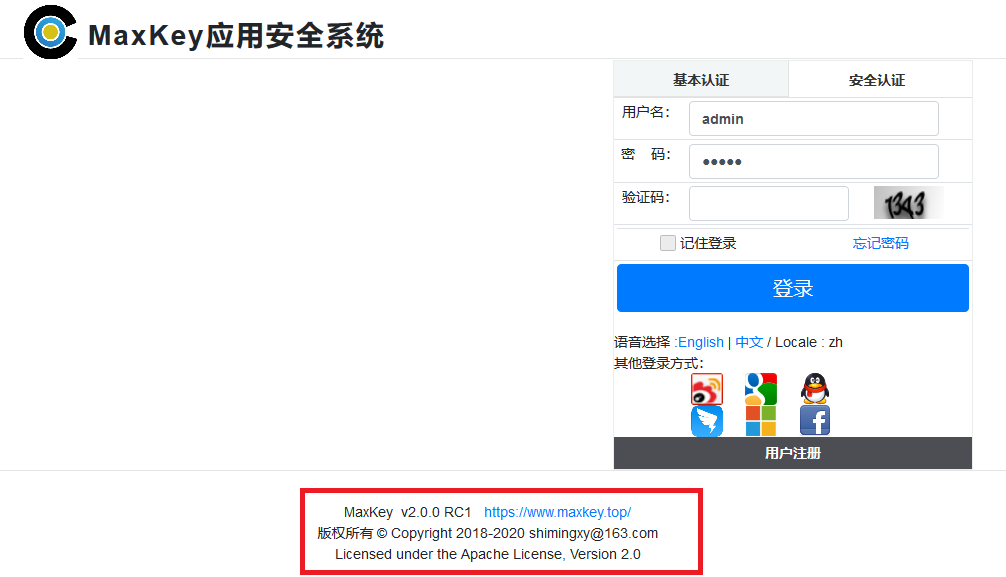 MaxKey应用安全系统
基本认证 安全认证
用户名： admin
密 码： •••••
验证码： 1343
记住登录 忘记密码
登录
语音选择 :English | 中文 / Locale : zh
其他登录方式：
用户注册
MaxKey v2.0.0 RC1 https://www.maxkey.top/
版权所有 © Copyright 2018-2020 shimingxy@163.com
Licensed under the Apache License, Version 2.0